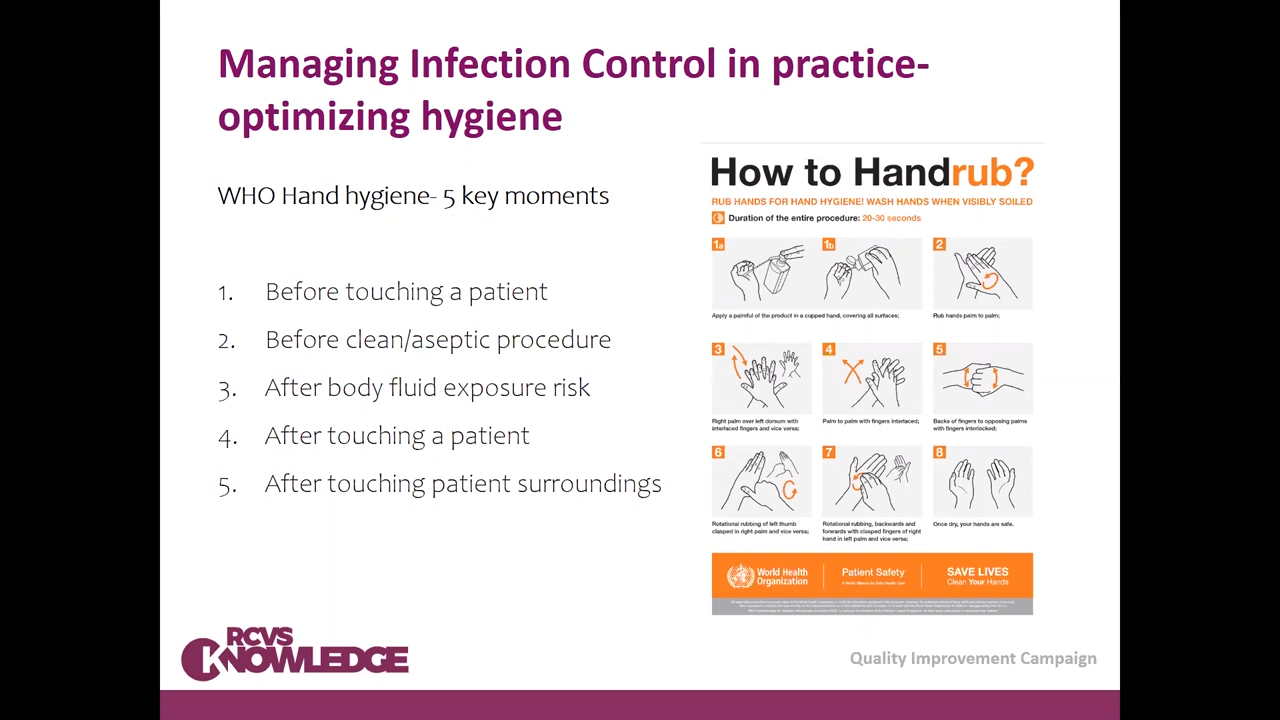 Managing Infection Control in practice-
optimizing hygiene
WHO Hand hygiene- 5 key moments
1. Before touching a patient
2. Before clean/aseptic procedure
3. After body fluid exposure risk
4. After touching a patient
5. After touching patient surroundings
How to Handrub?
RUB HANDS FOR HAND HYGIENE! WASH HANDS WHEN VISIBLY SOILED
Duration of the entire procedure: 20-30 seconds
1a
1b
2
Apply a palmful of the product in a cupped hand, covering all surfaces;
Rub hands palm to palm;
3
4
5
Right palm over left dorsum with
interlaced fingers and vice versa;
Palm to palm with fingers interlaced;
Backs of fingers to opposing palms
with fingers interlocked;
6
7
8
Rotational rubbing of left thumb
clasped in right palm and vice versa;
Rotational rubbing, backwards and
forwards with clasped fingers of right
hand in left palm and vice versa;
Once dry, your hands are safe.
World Health
Organization
Patient Safety
A World Alliance for Safer Health Care
SAVE LIVES
Clean Your Hands
RCVS
KNOWLEDGE
Quality Improvement Campaign